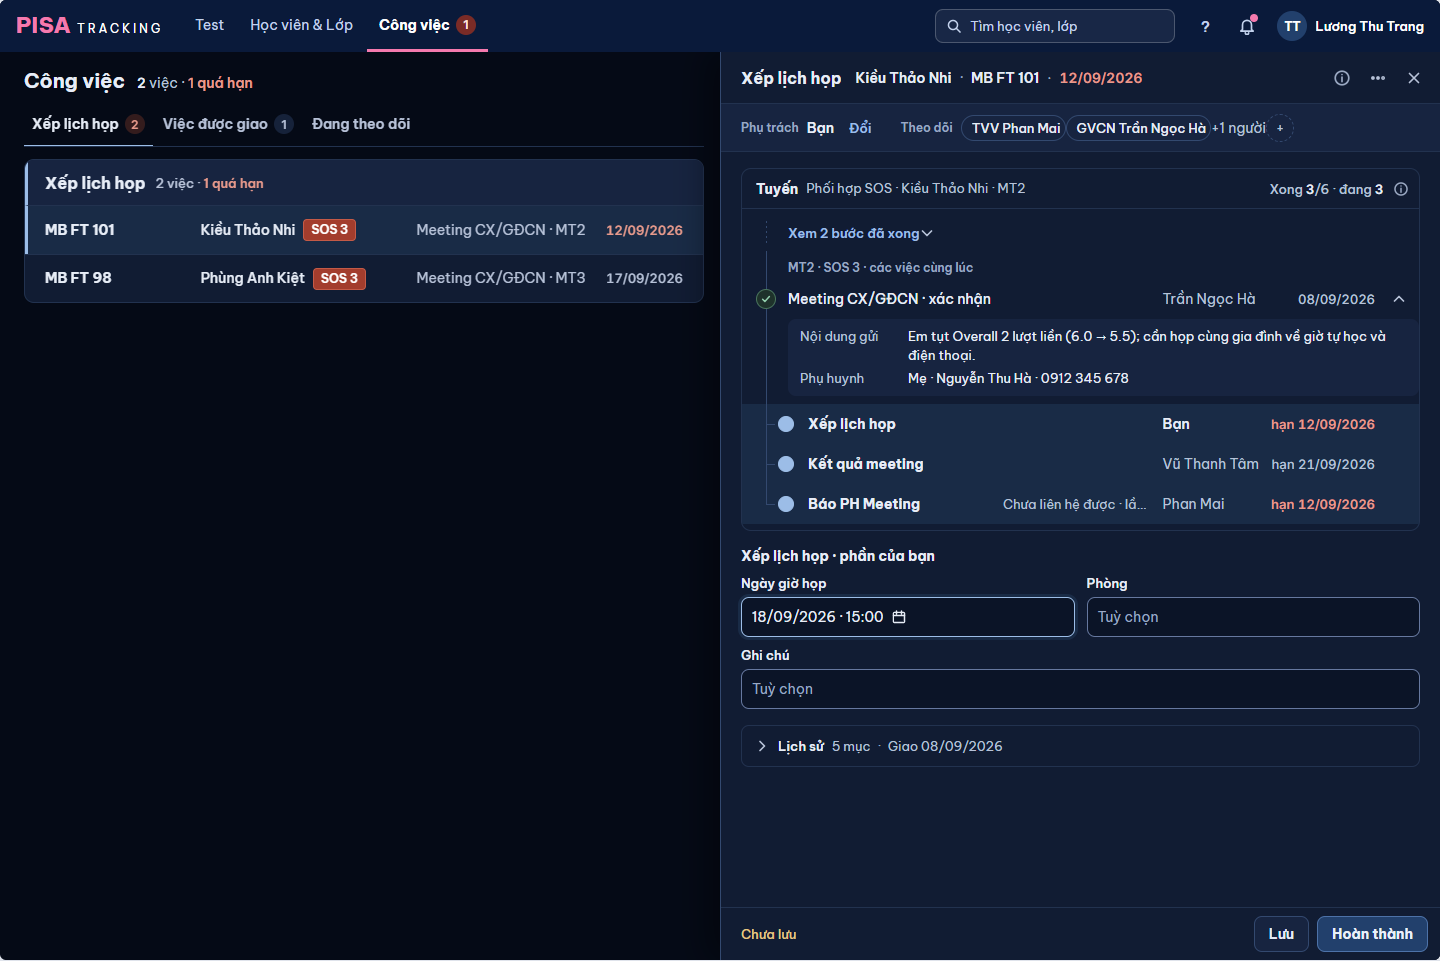 PISA TRACKING Test Học viên & Lớp Công việc 1 Tìm học viên, lớp ? TT Lương Thu Trang
Công việc 2 việc · 1 quá hạn
Xếp lịch họp 2 Việc được giao 1 Đang theo dõi
Xếp lịch họp 2 việc · 1 quá hạn
MB FT 101 Kiều Thảo Nhi SOS 3 Meeting CX/GĐCN · MT2 12/09/2026
MB FT 98 Phùng Anh Kiệt SOS 3 Meeting CX/GĐCN · MT3 17/09/2026
Xếp lịch họp Kiều Thảo Nhi · MB FT 101 · 12/09/2026
Phụ trách Bạn Đổi Theo dõi TVV Phan Mai GVCN Trần Ngọc Hà +1 người +
Tuyến Phối hợp SOS · Kiều Thảo Nhi · MT2 Xong 3/6 · đang 3
Xem 2 bước đã xong
MT2 · SOS 3 · các việc cùng lúc
Meeting CX/GĐCN · xác nhận Trần Ngọc Hà 08/09/2026
Nội dung gửi Em tụt Overall 2 lượt liền (6.0 → 5.5); cần họp cùng gia đình về giờ tự học và
điện thoại.
Phụ huynh Mẹ · Nguyễn Thu Hà · 0912 345 678
Xếp lịch họp Bạn hạn 12/09/2026
Kết quả meeting Vũ Thanh Tâm hạn 21/09/2026
Báo PH Meeting Chưa liên hệ được · lầ... Phan Mai hạn 12/09/2026
Xếp lịch họp · phần của bạn
Ngày giờ họp Phòng
18/09/2026 · 15:00 Tuỳ chọn
Ghi chú
Tuỳ chọn
Lịch sử 5 mục · Giao 08/09/2026
Chưa lưu Lưu Hoàn thành